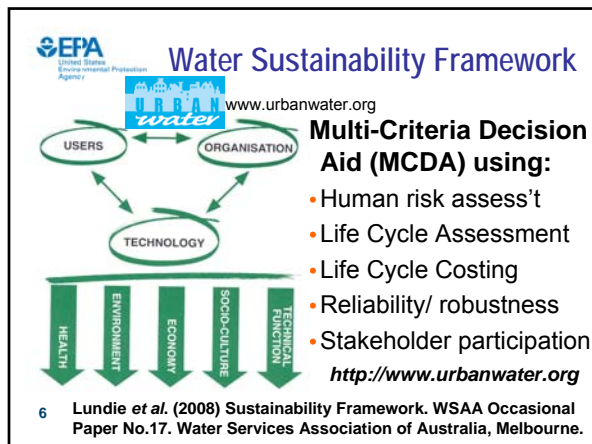 EPA
United States
Environmental Protection
Agency
Water Sustainability Framework
URBAN
water
www.urbanwater.org
USERS
ORGANISATION
TECHNOLOGY
HEALTH
ENVIRONMENT
ECONOMY
SOCIO-CULTURE
TECHNICAL
FUNCTION
Multi-Criteria Decision
Aid (MCDA) using:
•Human risk assess't
•Life Cycle Assessment
•Life Cycle Costing
•Reliability/ robustness
•Stakeholder participation
http://www.urbanwater.org
6
Lundie et al. (2008) Sustainability Framework. WSAA Occasional
Paper No.17. Water Services Association of Australia, Melbourne.